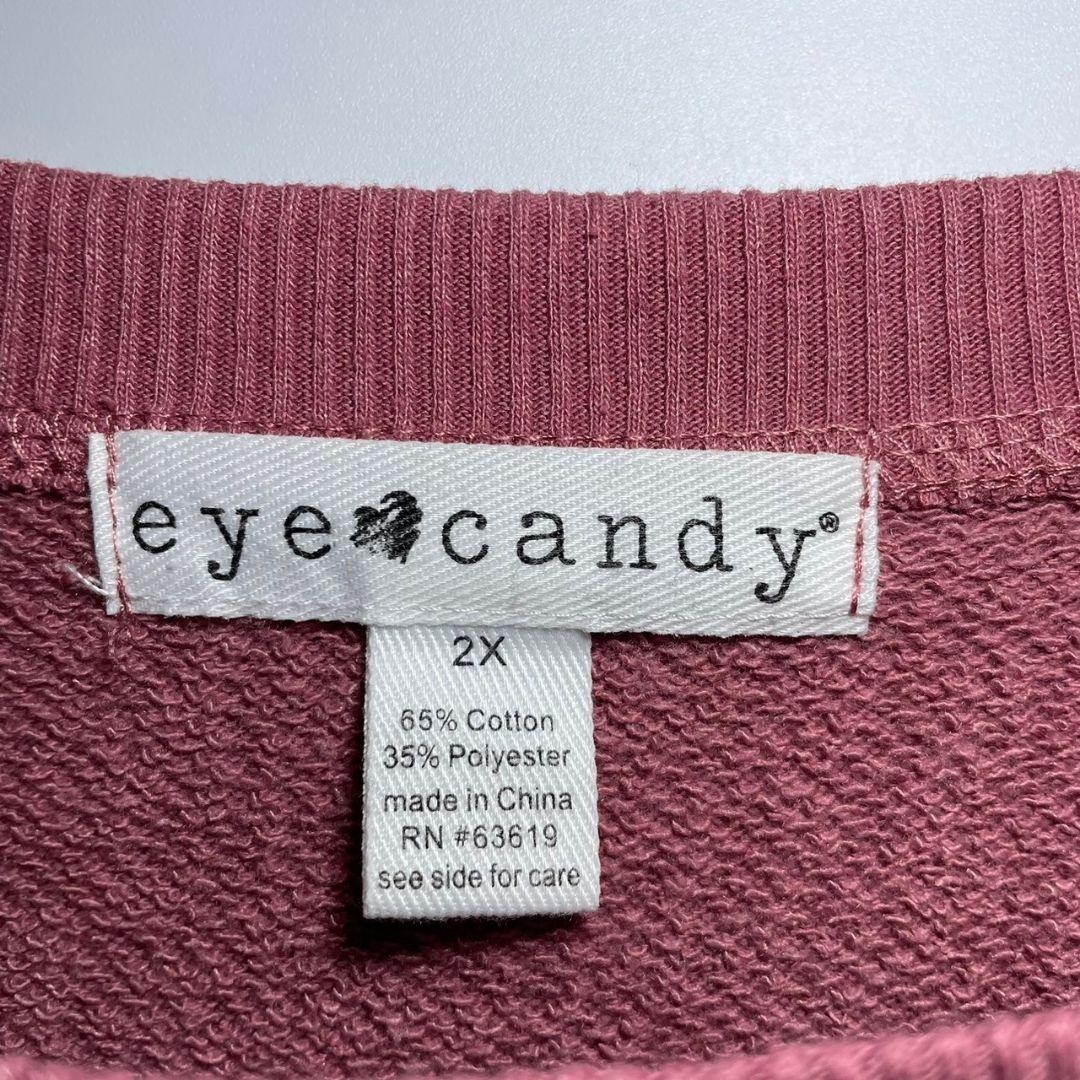 eye candy®
2X
65% Cotton
35% Polyester
made in China
RN #63619
see side for care